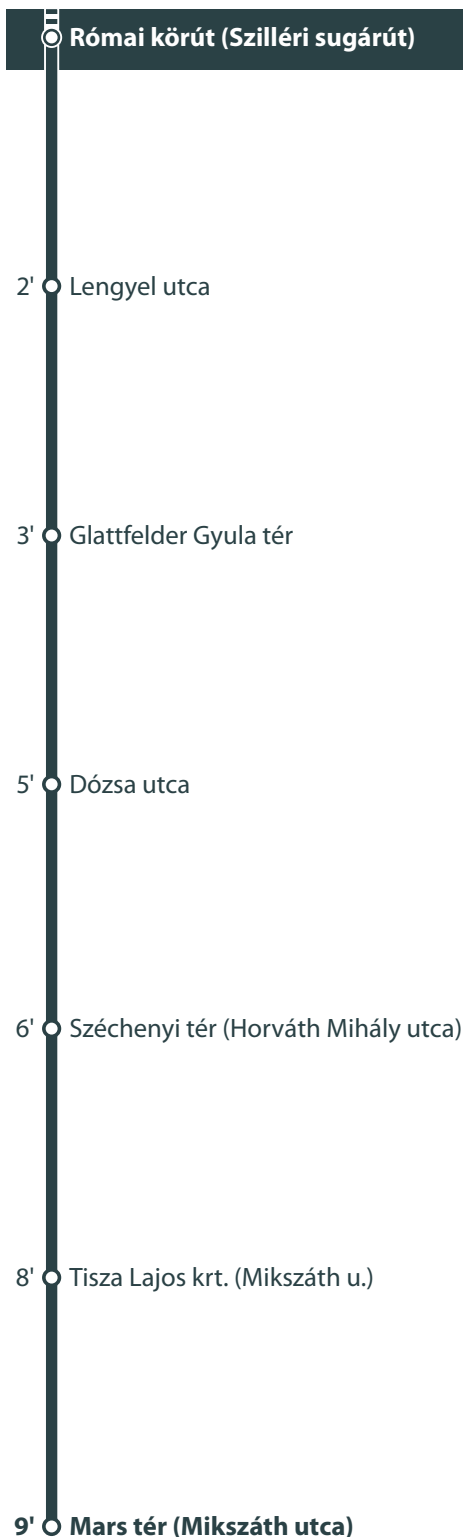 Római körút (Szilléri sugárút)
2' Lengyel utca
3' Glattfelder Gyula tér
5' Dózsa utca
6' Széchenyi tér (Horváth Mihály utca)
8' Tisza Lajos krt. (Mikszáth u.)
9' Mars tér (Mikszáth utca)